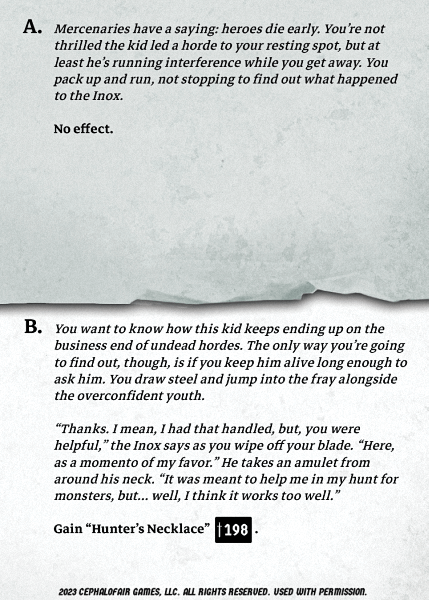 A. Mercenaries have a saying: heroes die early. You're not
thrilled the kid led a horde to your resting spot, but at
least he's running interference while you get away. You
pack up and run, not stopping to find out what happened
to the Inox.
No effect.
B. You want to know how this kid keeps ending up on the
business end of undead hordes. The only way you're going
to find out, though, is if you keep him alive long enough to
ask him. You draw steel and jump into the fray alongside
the overconfident youth.
“Thanks. I mean, I had that handled, but, you were
helpful,” the Inox says as you wipe off your blade. “Here,
as a momento of my favor.” He takes an amulet from
around his neck. “It was meant to help me in my hunt for
monsters, but... well, I think it works too well.”
Gain “Hunter's Necklace” †198 .
2023 CEPHALOFAIR GAMES, LLC. ALL RIGHTS RESERVED. USED WITH PERMISSION.